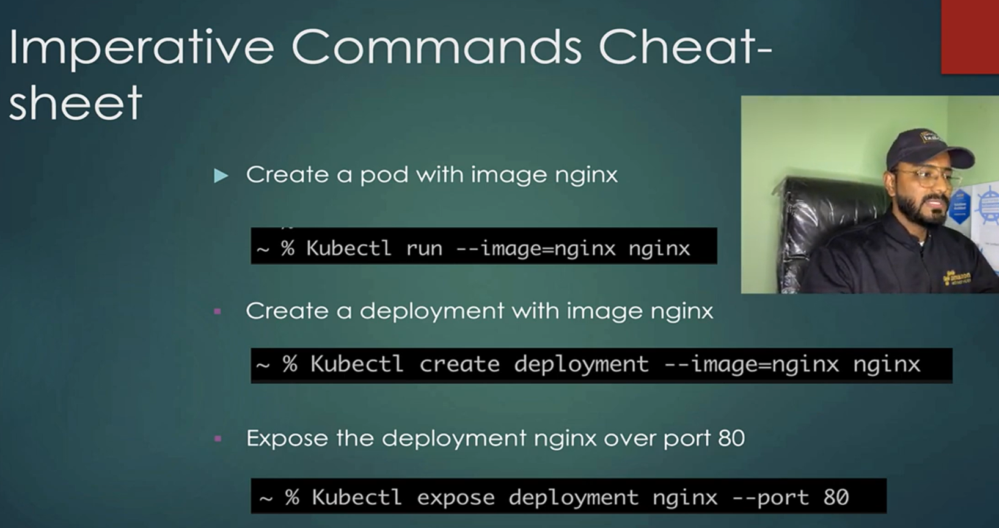 Imperative Commands Cheat-
sheet
Create a pod with image nginx
~ % Kubectl run --image=nginx nginx
Create a deployment with image nginx
~ % Kubectl create deployment --image=nginx nginx
Expose the deployment nginx over port 80
~ % Kubectl expose deployment nginx --port 80
amazon